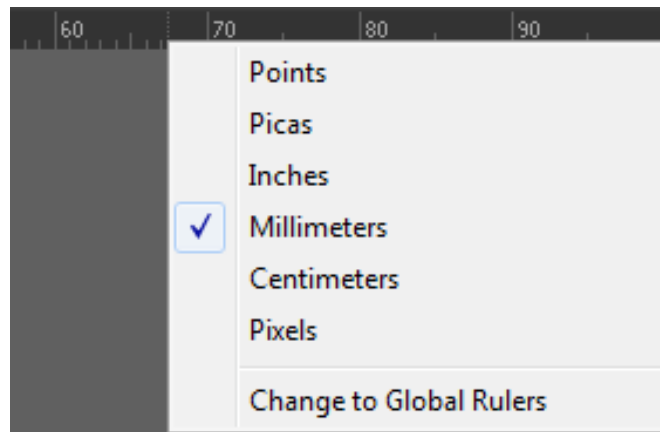 60 70 80 90
Points
Picas
Inches
Millimeters
Centimeters
Pixels
Change to Global Rulers